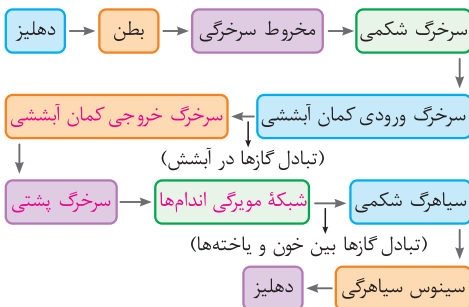 دهلیز
بطن
مخروط سرخرگی
سرخرگ شکمی
سرخرگ ورودی کمان آبششی
سرخرگ خروجی کمان آبششی
(تبادل گازها در آبشش)
سرخرگ پشتی
شبکۀ مویرگی اندام‌ها
سیاهرگ شکمی
(تبادل گازها بین خون و یاخته‌ها)
سینوس سیاهرگی
دهلیز